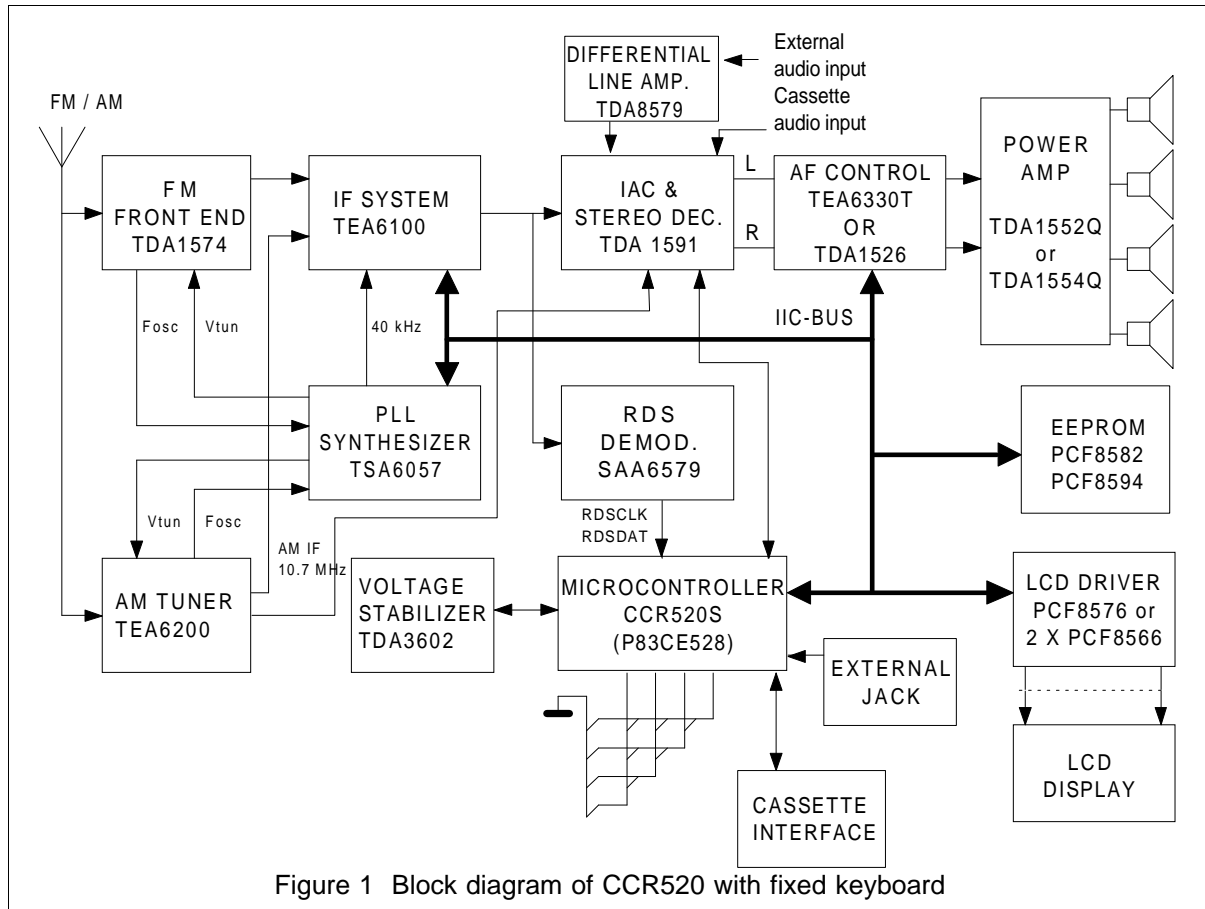 External
audio input
Cassette
audio input
DIFFERENTIAL
LINE AMP.
TDA8579
FM / AM
FM
FRONT END
TDA1574
IF SYSTEM
TEA6100
IAC &
STEREO DEC.
TDA 1591
L
R
AF CONTROL
TEA6330T
OR
TDA1526
POWER
AMP
TDA1552Q
or
TDA1554Q
Fosc
Vtun
40 kHz
IIC-BUS
PLL
SYNTHESIZER
TSA6057
RDS
DEMOD.
SAA6579
EEPROM
PCF8582
PCF8594
Vtun
Fosc
AM IF
10.7 MHz
RDSCLK
RDSDAT
AM TUNER
TEA6200
VOLTAGE
STABILIZER
TDA3602
MICROCONTROLLER
CCR520S
(P83CE528)
LCD DRIVER
PCF8576 or
2 X PCF8566
EXTERNAL
JACK
LCD
DISPLAY
CASSETTE
INTERFACE
Figure 1 Block diagram of CCR520 with fixed keyboard